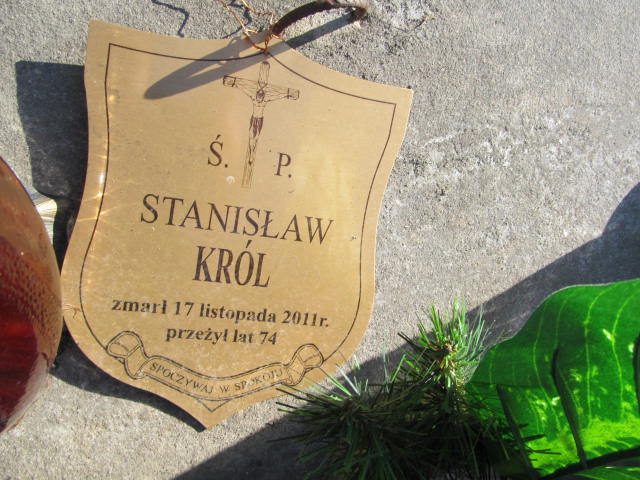 Ś. P.
STANISŁAW
KRÓL
zmarł 17 listopada 2011r.
przeżył lat 74
SPOCZYWAJ W SPOKOJU